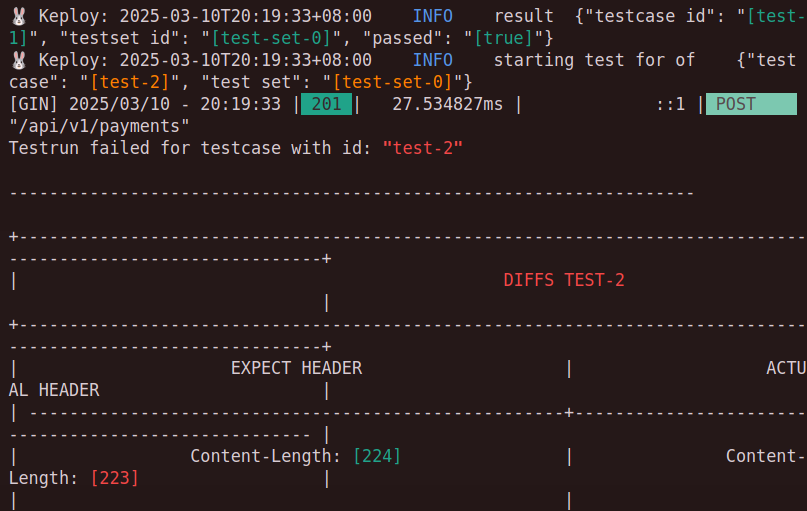 🐰 Keploy: 2025-03-10T20:19:33+08:00    INFO    result  {"testcase id": "[test-
1]", "testset id": "[test-set-0]", "passed": "[true]"}
🐰 Keploy: 2025-03-10T20:19:33+08:00    INFO    starting test for of    {"test
case": "[test-2]", "test set": "[test-set-0]"}
[GIN] 2025/03/10 - 20:19:33 | 201 |   27.534827ms |             ::1 | POST
"/api/v1/payments"
Testrun failed for testcase with id: "test-2"
--------------------------------------------------------------------
+------------------------------------------------------------------------------
-------------------------------+
|                                                DIFFS TEST-2
                               |
+------------------------------------------------------------------------------
-------------------------------+
|                     EXPECT HEADER                    |                   ACTU
AL HEADER                      |
| -----------------------------------------------------+-----------------------
------------------------------ |
|                 Content-Length: [224]                |               Content-
Length: [223]                  |
|                                                      |